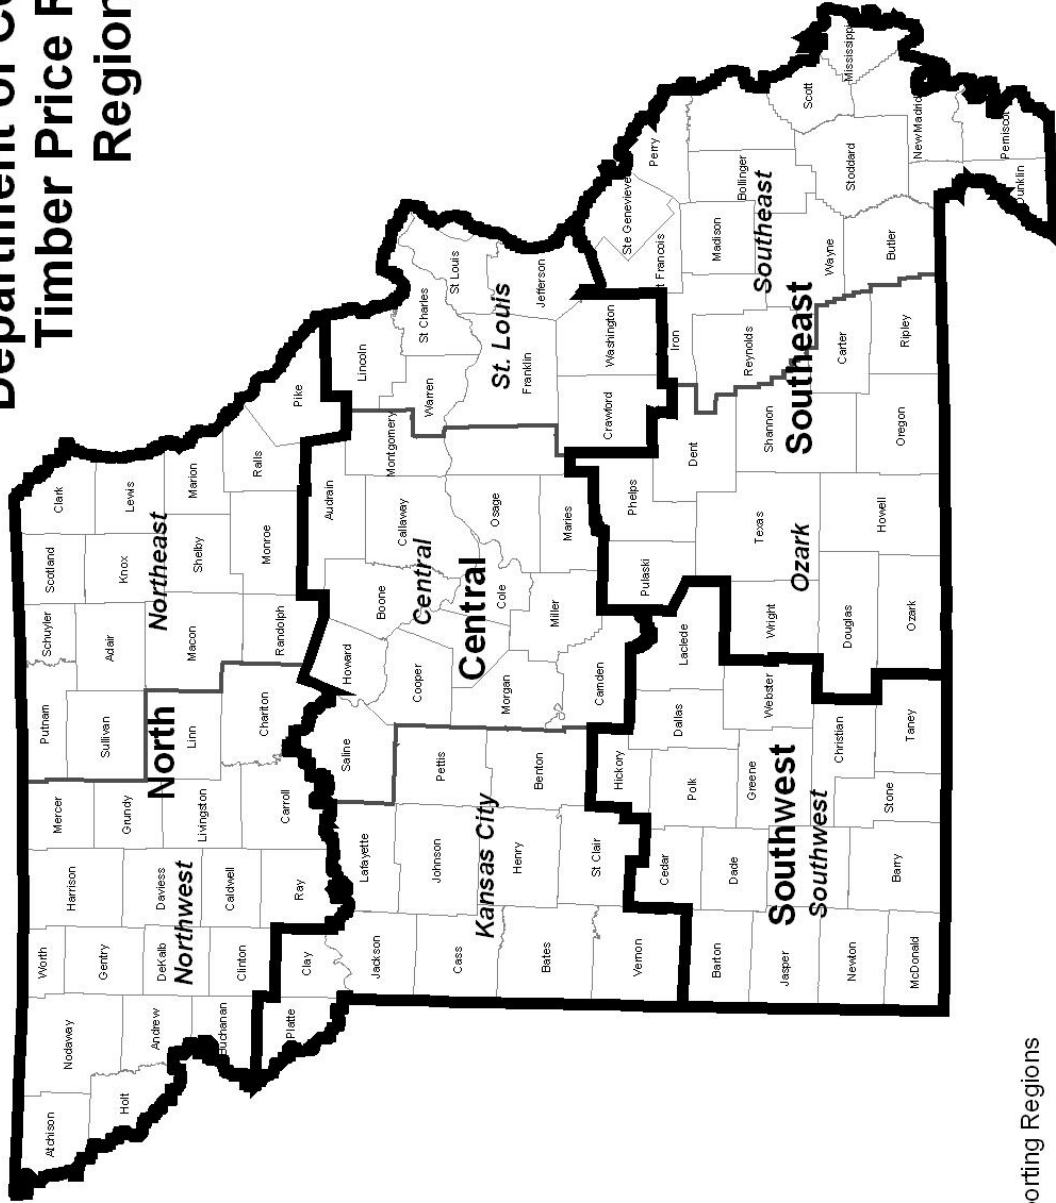 Department of Co
Timber Price R
Region
Atchison
Nodaway
Worth
Harrison
Mercer
Putnam
Schuyler
Scotland
Clark
Holt
Andrew
Gentry
DeKalb
Daviess
Grundy
Sullivan
Adair
Knox
Lewis
Northwest
North
Northeast
Buchanan
Clinton
Caldwell
Livingston
Linn
Macon
Shelby
Marion
Platte
Clay
Ray
Carroll
Chariton
Randolph
Monroe
Ralls
Pike
Jackson
Lafayette
Saline
Howard
Boone
Audrain
Callaway
Montgomery
Lincoln
Warren
St Charles
St Louis
Cass
Johnson
Pettis
Cooper
Central
Kansas City
Central
St. Louis
Bates
Henry
Benton
Morgan
Cole
Osage
Franklin
Jefferson
Vernon
St Clair
Hickory
Camden
Miller
Maries
Crawford
Washington
Ste Genevieve
t Francois
Perry
Barton
Cedar
Polk
Dallas
Laclede
Pulaski
Phelps
Dent
Iron
Madison
Bollinger
Jasper
Dade
Greene
Webster
Wright
Texas
Shannon
Reynolds
Southeast
Southwest
Southwest
Ozark
Southeast
Wayne
Scott
Mississippi
Newton
Christian
Douglas
Howell
Carter
Stoddard
McDonald
Barry
Stone
Taney
Ozark
Oregon
Ripley
Butler
New Madrid
Pemiscot
Dunklin
orting Regions